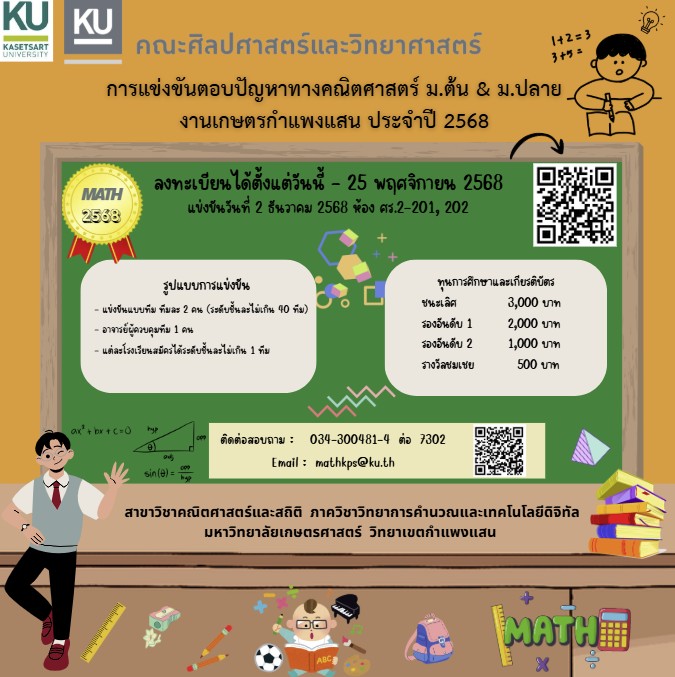 KU
KASETSART
UNIVERSITY
KU
คณะศิลปศาสตร์และวิทยาศาสตร์
1+2=3
3+5=
การแข่งขันตอบปัญหาทางคณิตศาสตร์ ม.ต้น & ม.ปลาย
งานเกษตรกำแพงแสน ประจำปี 2568
MATH
2568
ลงทะเบียนได้ตั้งแต่วันนี้ - 25 พฤศจิกายน 2568
แข่งขันวันที่ 2 ธันวาคม 2568 ห้อง ศร.2-201, 202
รูปแบบการแข่งขัน
- แข่งขันแบบทีม ทีมละ 2 คน (ระดับชั้นละไม่เกิน 40 ทีม)
- อาจารย์ผู้ควบคุมทีม 1 คน
- แต่ละโรงเรียนสมัครได้ระดับชั้นละไม่เกิน 1 ทีม
ทุนการศึกษาและเกียรติบัตร
ชนะเลิศ 3,000 บาท
รองอันดับ 1 2,000 บาท
รองอันดับ 2 1,000 บาท
รางวัลชมเชย 500 บาท
ax² + bx + c = 0
hyp
opp
θ
adj
sin(θ) = opp
hyp
ติดต่อสอบถาม : 034-300481-4 ต่อ 7302
Email : mathkps@ku.th
สาขาวิชาคณิตศาสตร์และสถิติ ภาควิชาวิทยาการคำนวณและเทคโนโลยีดิจิทัล
มหาวิทยาลัยเกษตรศาสตร์ วิทยาเขตกำแพงแสน
ABC
MATH